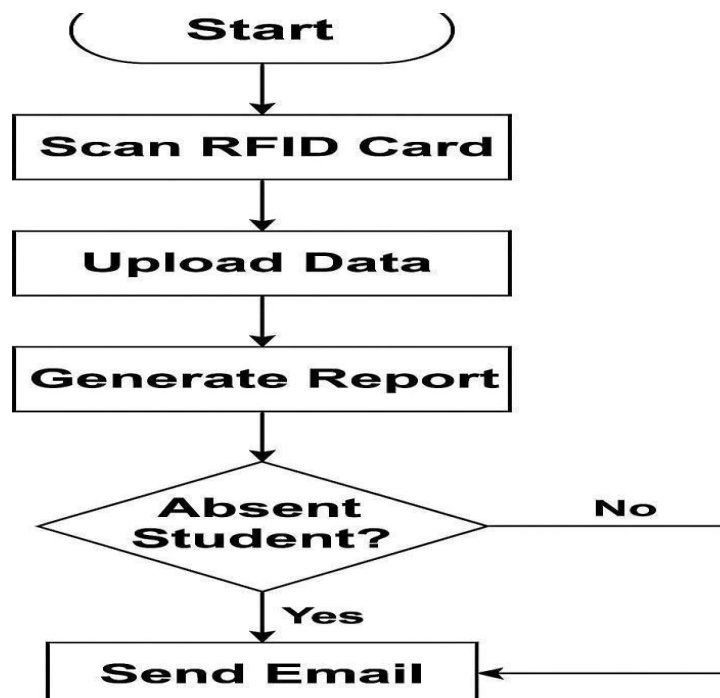 Start
Scan RFID Card
Upload Data
Generate Report
Absent
Student?
No
Yes
Send Email